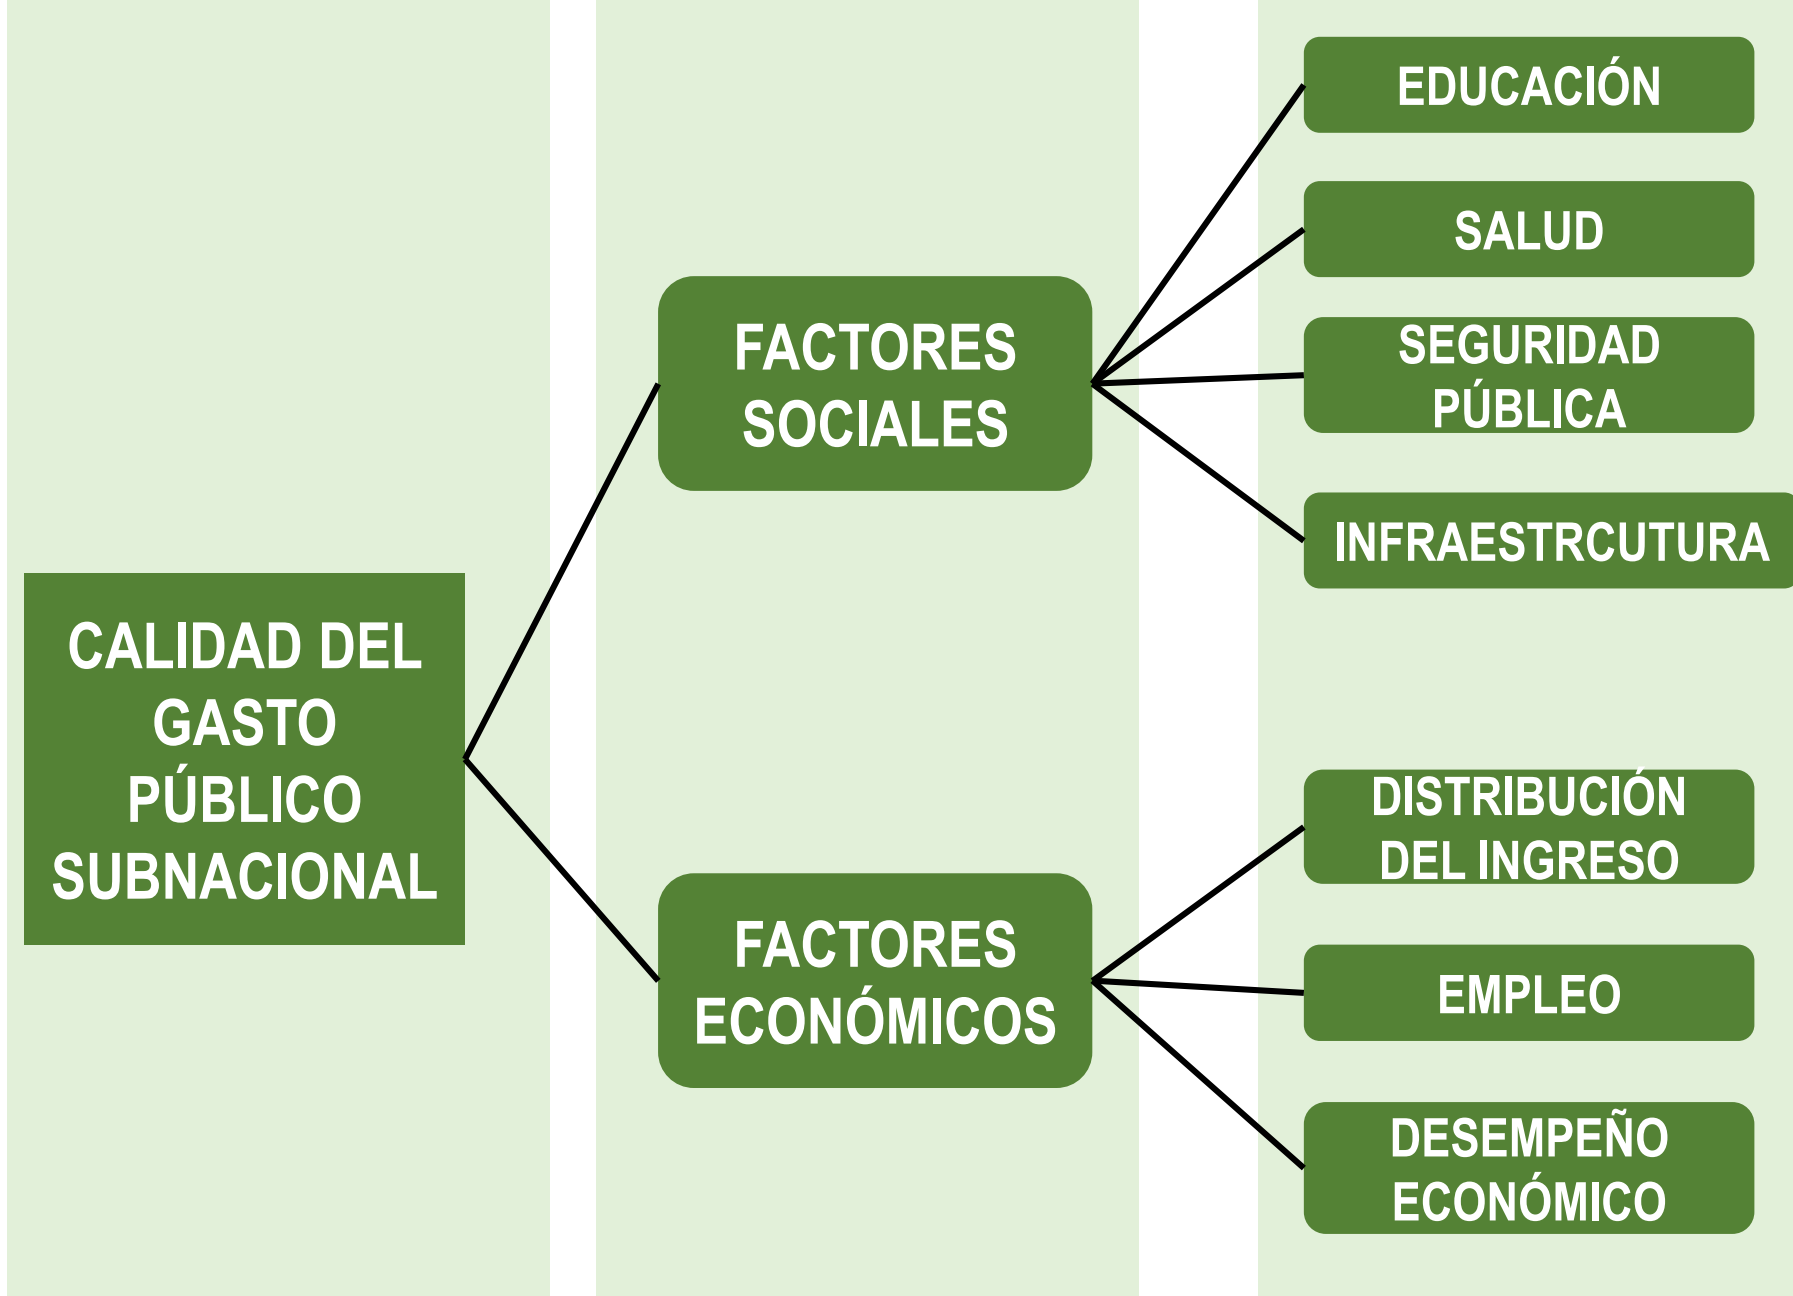 CALIDAD DEL
GASTO
PÚBLICO
SUBNACIONAL
FACTORES
SOCIALES
EDUCACIÓN
SALUD
SEGURIDAD
PÚBLICA
INFRAESTRCUTURA
FACTORES
ECONÓMICOS
DISTRIBUCIÓN
DEL INGRESO
EMPLEO
DESEMPEÑO
ECONÓMICO